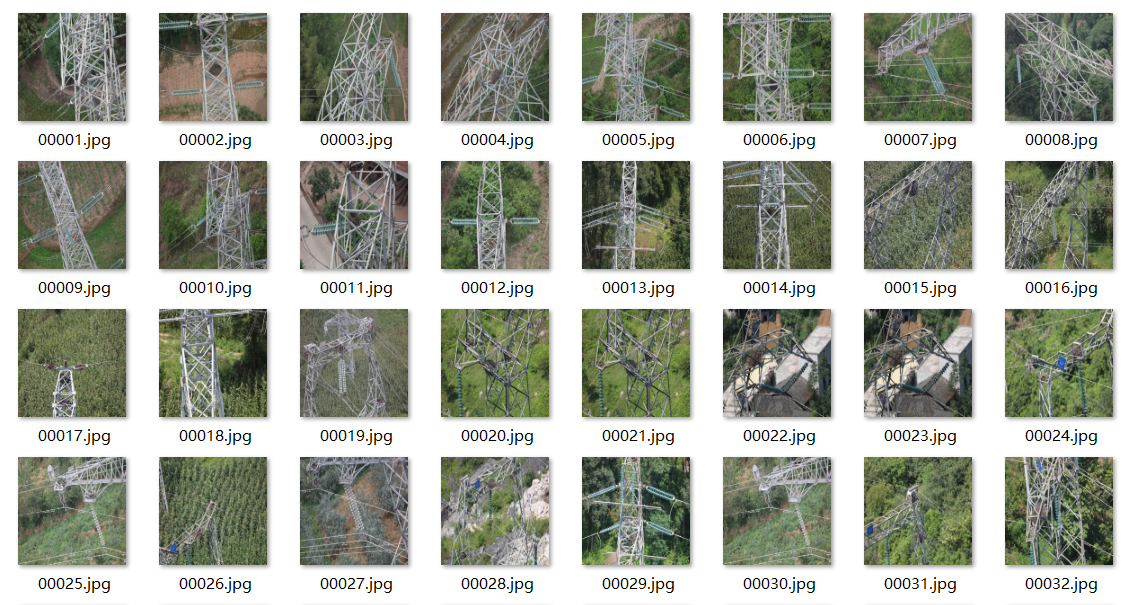 00001.jpg 00002.jpg 00003.jpg 00004.jpg 00005.jpg 00006.jpg 00007.jpg 00008.jpg
00009.jpg 00010.jpg 00011.jpg 00012.jpg 00013.jpg 00014.jpg 00015.jpg 00016.jpg
00017.jpg 00018.jpg 00019.jpg 00020.jpg 00021.jpg 00022.jpg 00023.jpg 00024.jpg
00025.jpg 00026.jpg 00027.jpg 00028.jpg 00029.jpg 00030.jpg 00031.jpg 00032.jpg